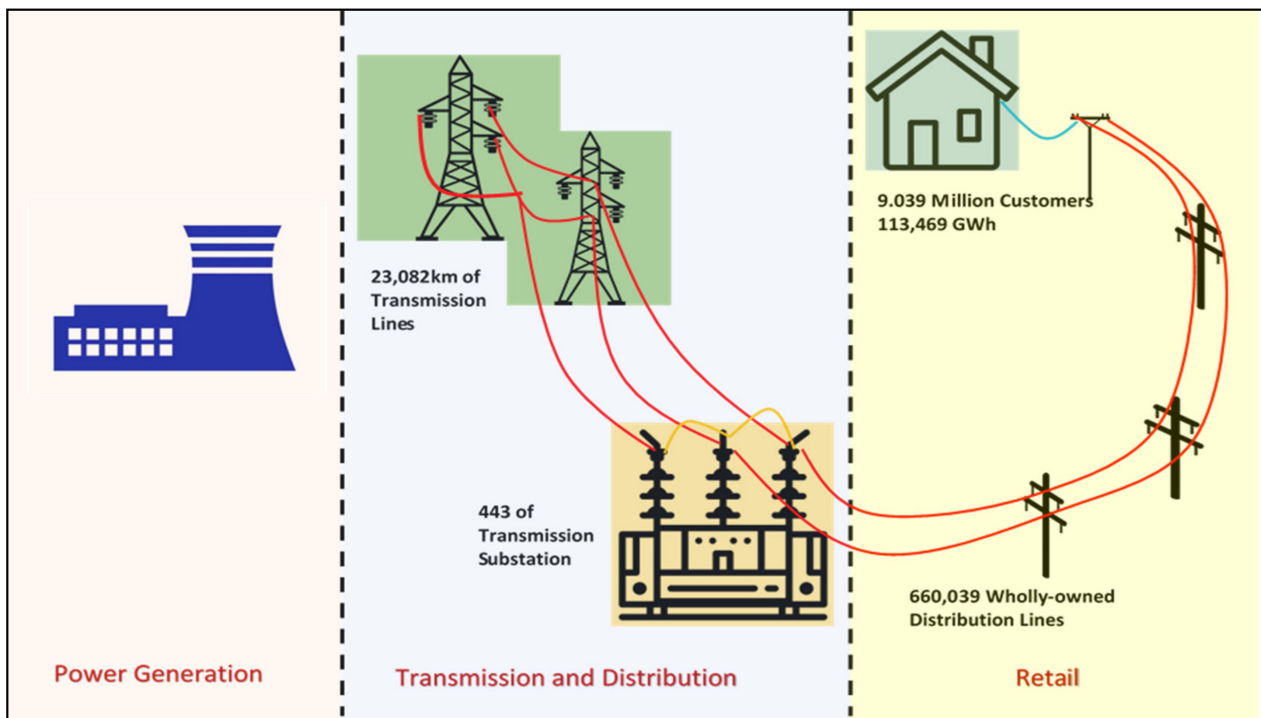 23,082km of
Transmission
Lines
443 of
Transmission
Substation
9.039 Million Customers
113,469 GWh
660,039 Wholly-owned
Distribution Lines
Power Generation
Transmission and Distribution
Retail